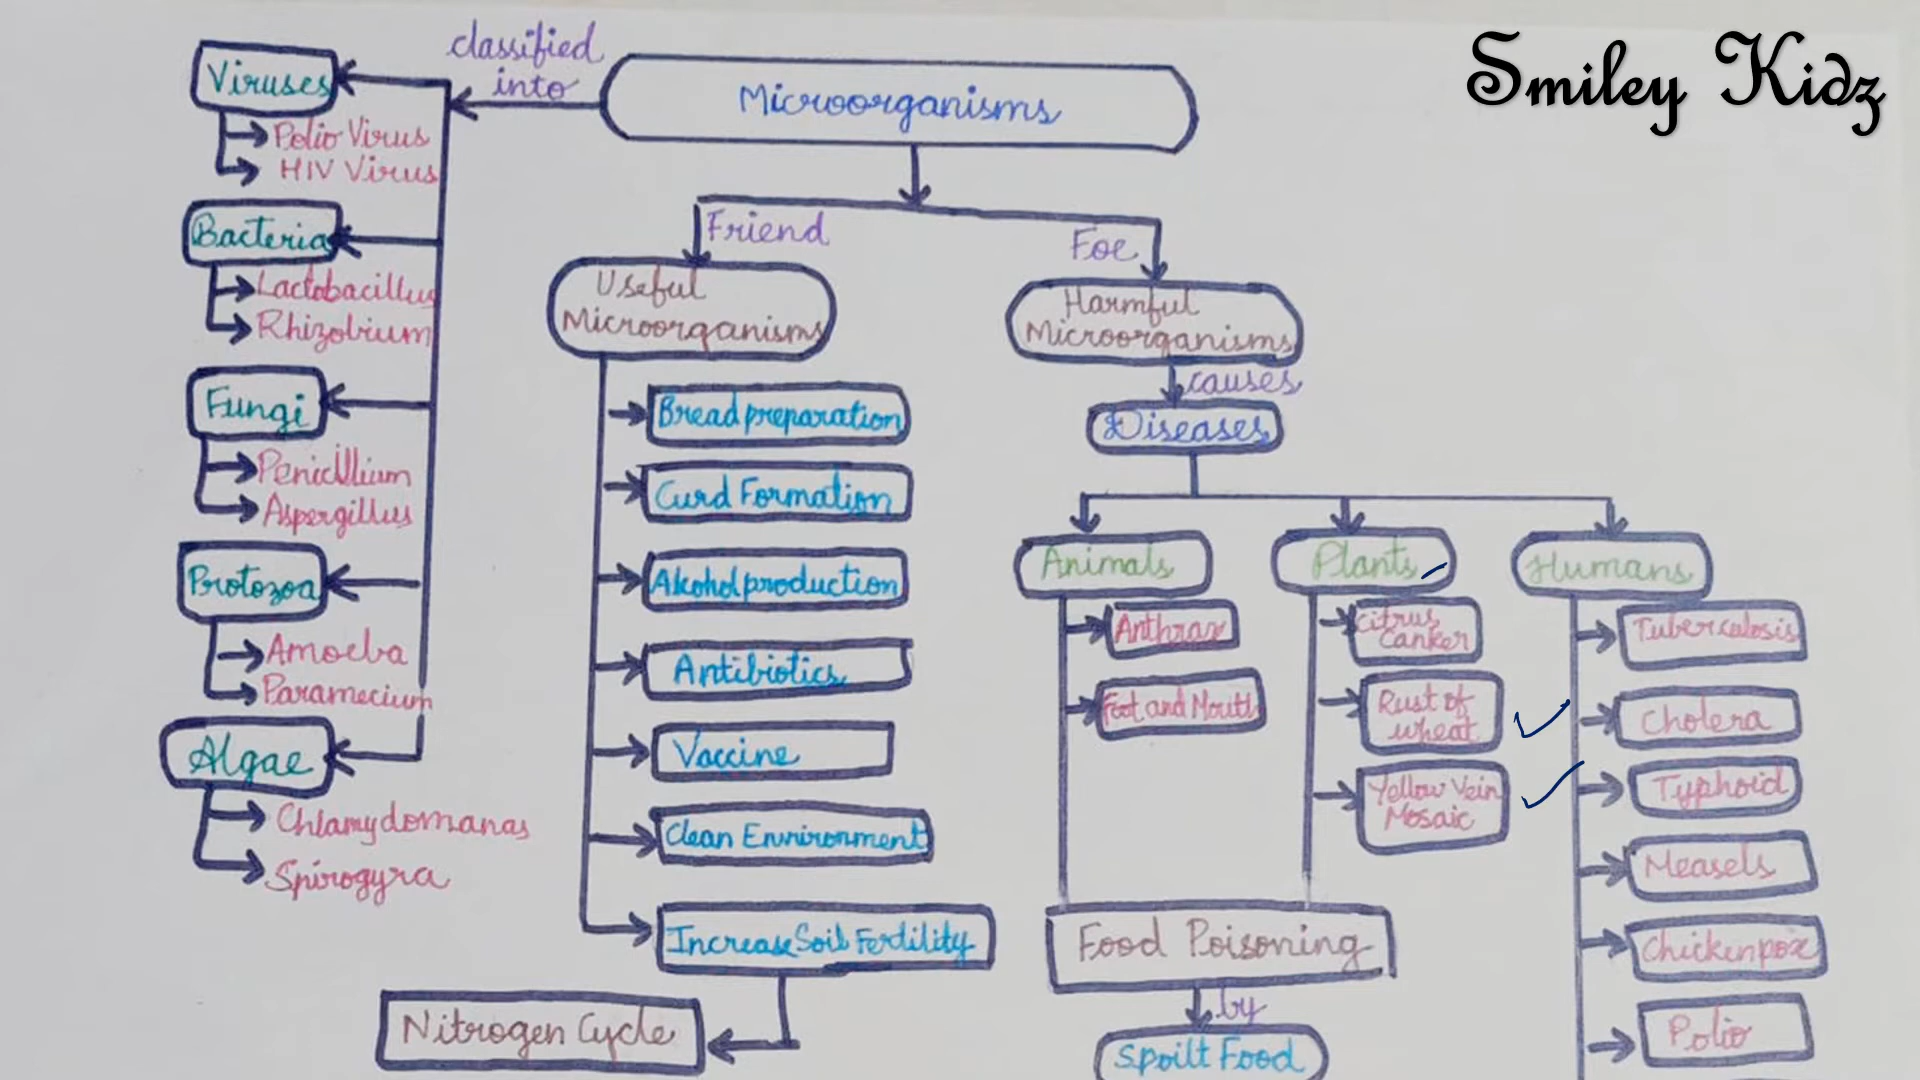 Smiley Kidz
classified
into
Microorganisms
Viruses
Polio Virus
HIV Virus
Bacteria
Lactobacillus
Rhizobium
Fungi
Penicillium
Aspergillus
Protozoa
Amoeba
Paramecium
Algae
Chlamydomanas
Spirogyra
Friend
Useful
Microorganisms
Bread preparation
Curd Formation
Alcohol production
Antibiotics
Vaccine
Clean Environment
Increase Soil Fertility
Nitrogen Cycle
Foe
Harmful
Microorganisms
causes
Diseases
Animals
Anthrax
Foot and Mouth
Plants
Citrus
Canker
Rust of
wheat
Yellow Vein
Mosaic
Humans
Tuberculosis
Cholera
Typhoid
Measels
Chickenpox
Polio
Food Poisoning
by
Spoilt Food